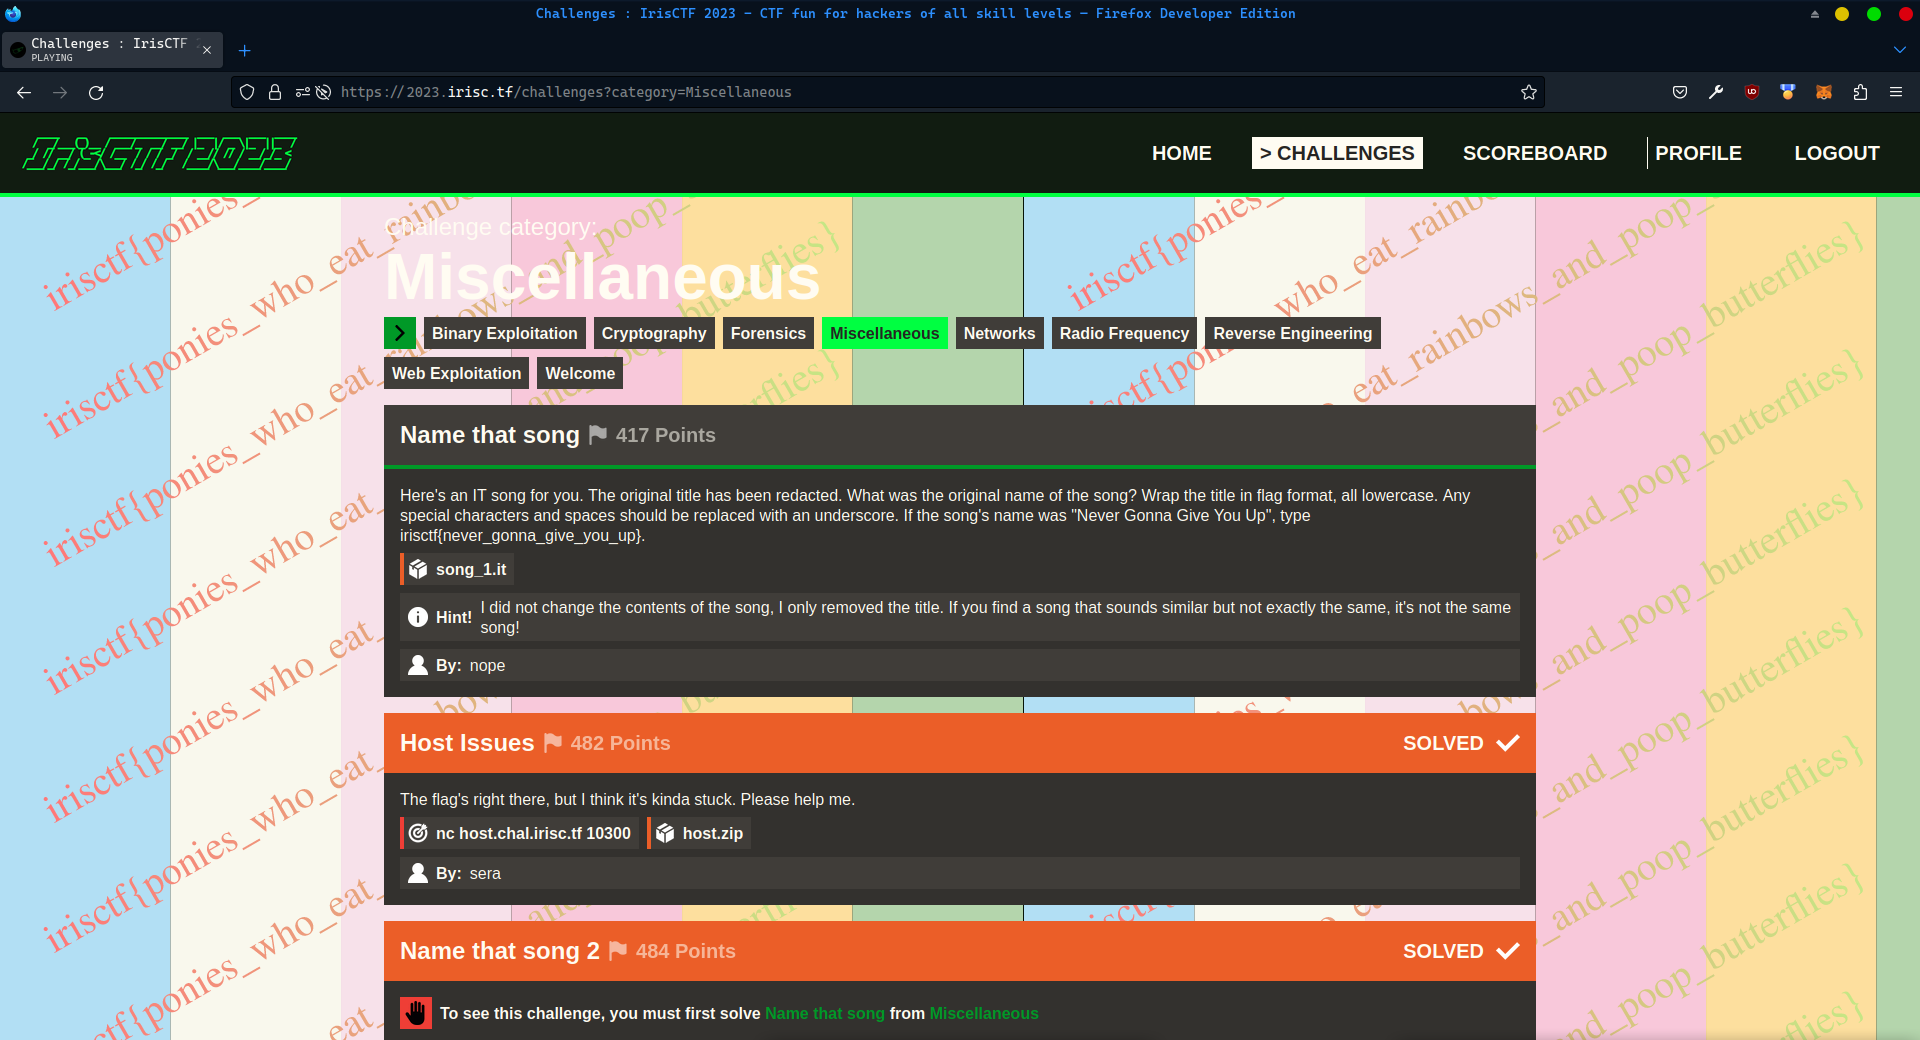 Challenges : IrisCTF 2023 – CTF fun for hackers of all skill levels — Firefox Developer Edition
Challenges : IrisCTF 2
PLAYING
https://2023.irisc.tf/challenges?category=Miscellaneous
HOME
> CHALLENGES
SCOREBOARD
PROFILE
LOGOUT
irisctf{ponies_who_eat_rainbows_and_poop_butterflies}
Challenge category:
Miscellaneous
Binary Exploitation
Cryptography
Forensics
Miscellaneous
Networks
Radio Frequency
Reverse Engineering
Web Exploitation
Welcome
Name that song 417 Points
Here's an IT song for you. The original title has been redacted. What was the original name of the song? Wrap the title in flag format, all lowercase. Any
special characters and spaces should be replaced with an underscore. If the song's name was "Never Gonna Give You Up", type
irisctf{never_gonna_give_you_up}.
song_1.it
Hint! I did not change the contents of the song, I only removed the title. If you find a song that sounds similar but not exactly the same, it's not the same
song!
By: nope
Host Issues 482 Points SOLVED
The flag's right there, but I think it's kinda stuck. Please help me.
nc host.chal.irisc.tf 10300
host.zip
By: sera
Name that song 2 484 Points SOLVED
To see this challenge, you must first solve Name that song from Miscellaneous